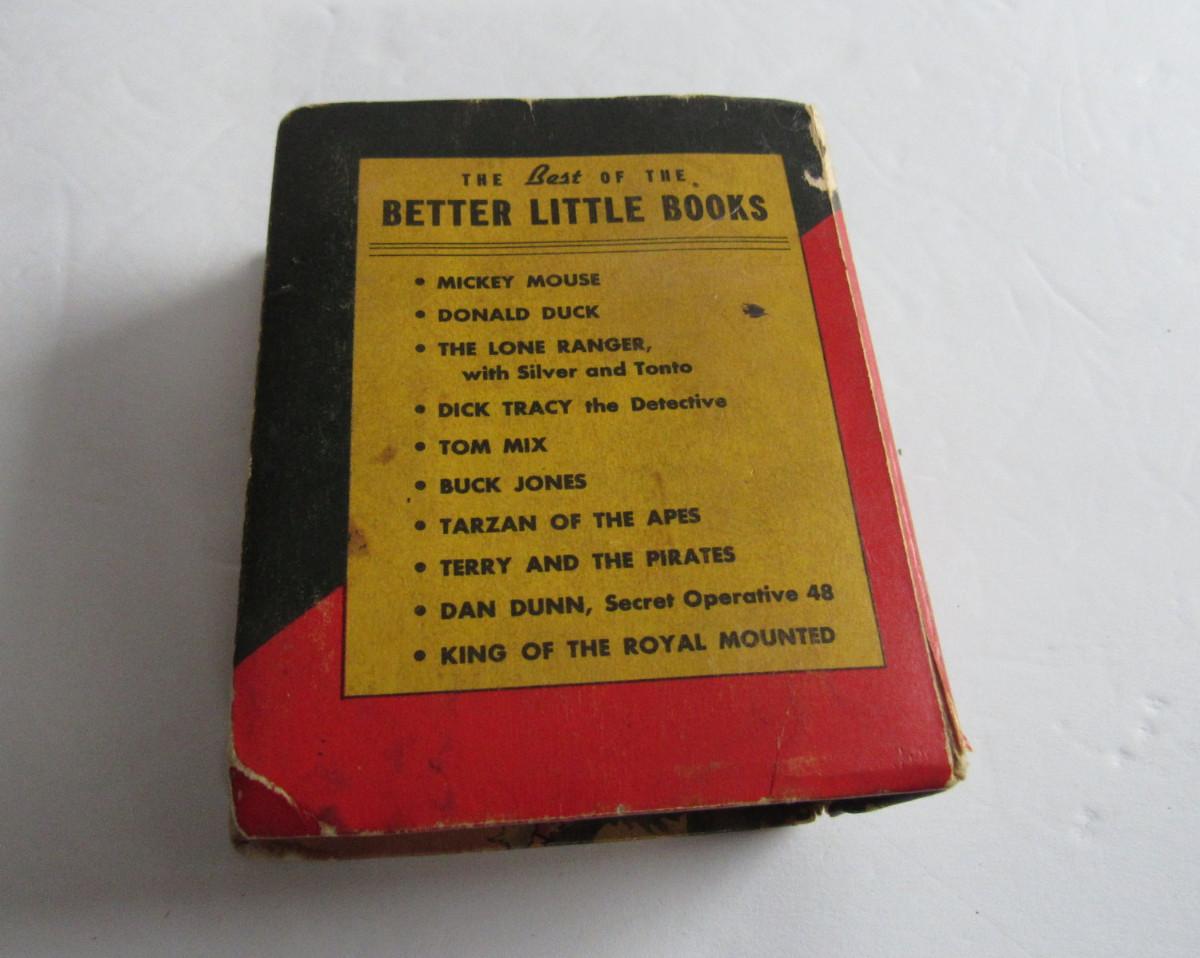 THE Best OF THE
BETTER LITTLE BOOKS
• MICKEY MOUSE
• DONALD DUCK
• THE LONE RANGER,
with Silver and Tonto
• DICK TRACY the Detective
• TOM MIX
• BUCK JONES
• TARZAN OF THE APES
• TERRY AND THE PIRATES
• DAN DUNN, Secret Operative 48
• KING OF THE ROYAL MOUNTED